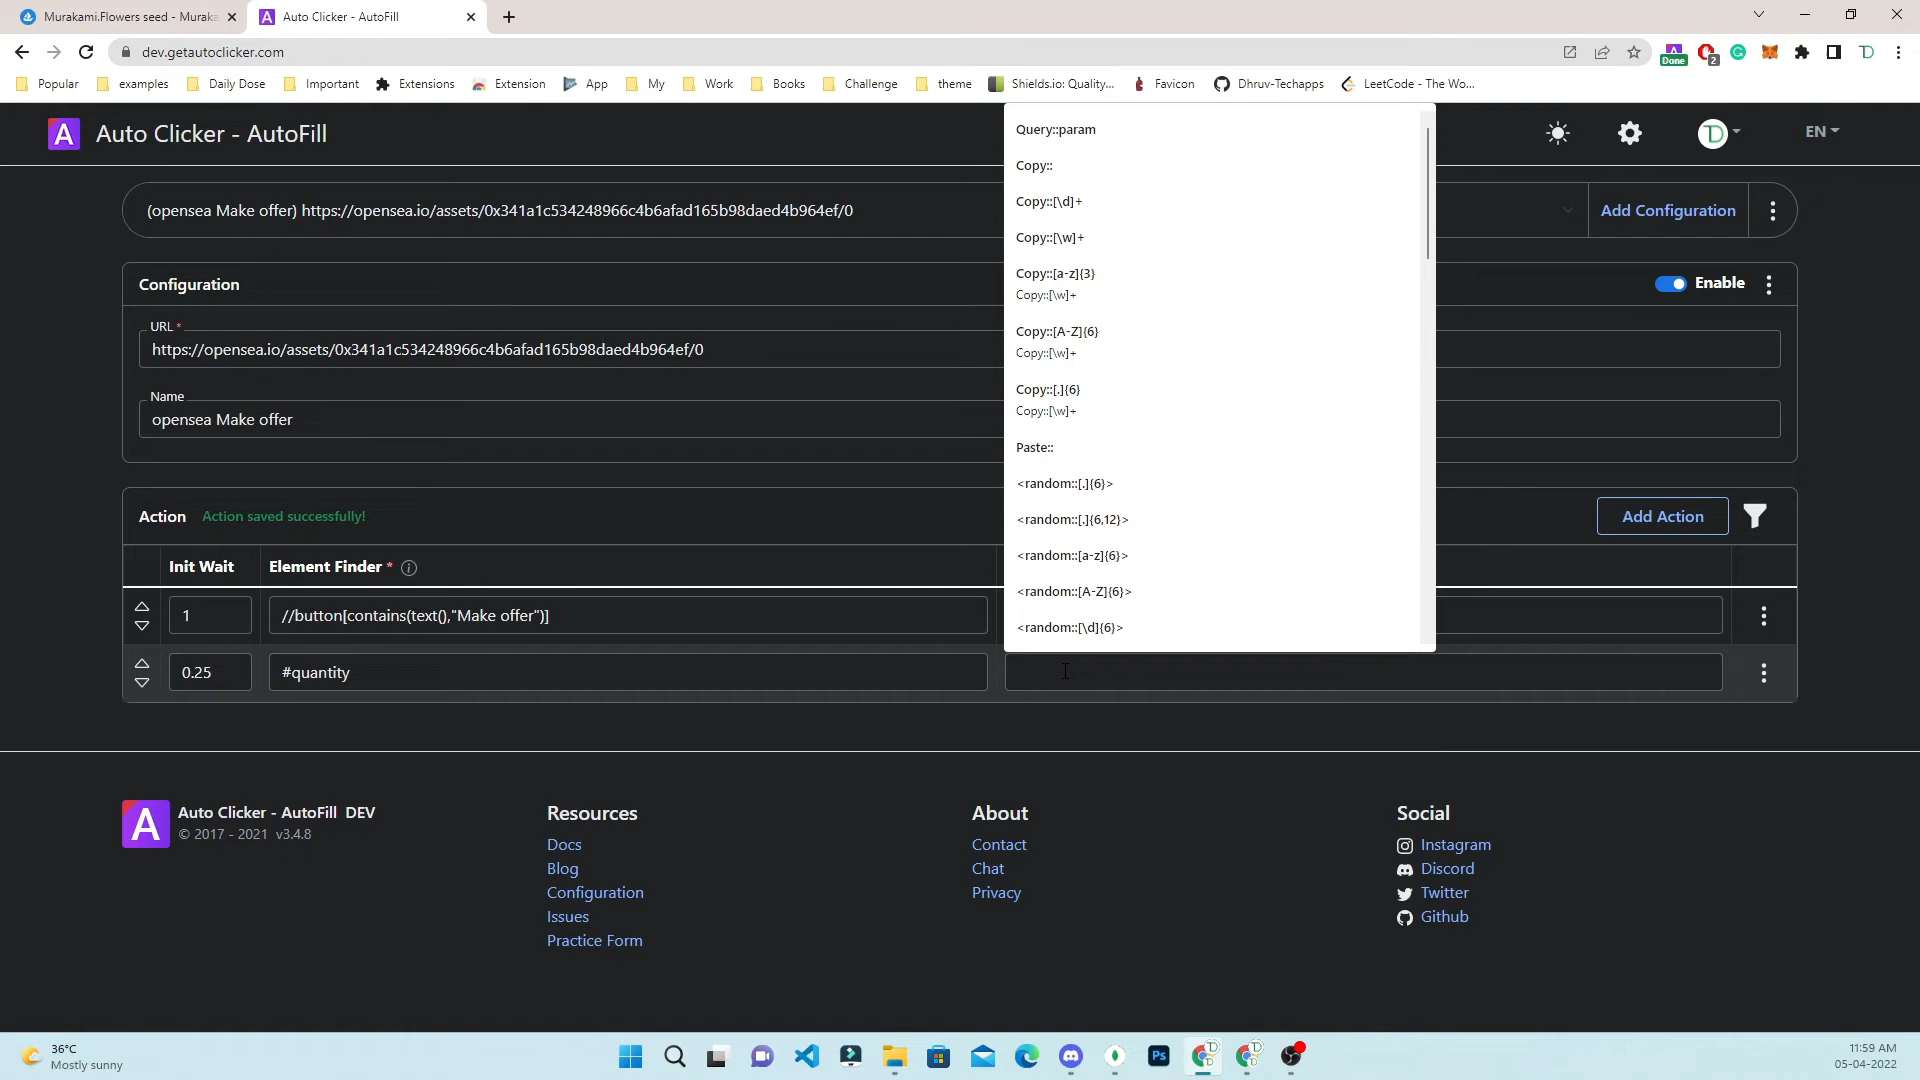 Murakami.Flowers seed - Muraka
Auto Clicker - AutoFill
dev.getautoclicker.com
Done
2
Popular
examples
Daily Dose
Important
Extensions
Extension
App
My
Work
Books
Challenge
theme
Shields.io: Quality...
Favicon
Dhruv-Techapps
LeetCode - The Wo...
A
Auto Clicker - AutoFill
EN
(opensea Make offer) https://opensea.io/assets/0x341a1c534248966c4b6afad165b98daed4b964ef/0
Add Configuration
Configuration
Enable
URL *
https://opensea.io/assets/0x341a1c534248966c4b6afad165b98daed4b964ef/0
Name
opensea Make offer
Query::param
Copy::
Copy::[\d]+
Copy::[\w]+
Copy::[a-z]{3}
Copy::[\w]+
Copy::[A-Z]{6}
Copy::[\w]+
Copy::[.]{6}
Copy::[\w]+
Paste::
<random::[.]{6}>
<random::[.]{6,12}>
<random::[a-z]{6}>
<random::[A-Z]{6}>
<random::[\d]{6}>
Action
Action saved successfully!
Add Action
Init Wait
Element Finder *
1
//button[contains(text(),"Make offer")]
0.25
#quantity
A
Auto Clicker - AutoFill DEV
© 2017 - 2021 v3.4.8
Resources
Docs
Blog
Configuration
Issues
Practice Form
About
Contact
Chat
Privacy
Social
Instagram
Discord
Twitter
Github
36°C
Mostly sunny
Ps
11:59 AM
05-04-2022